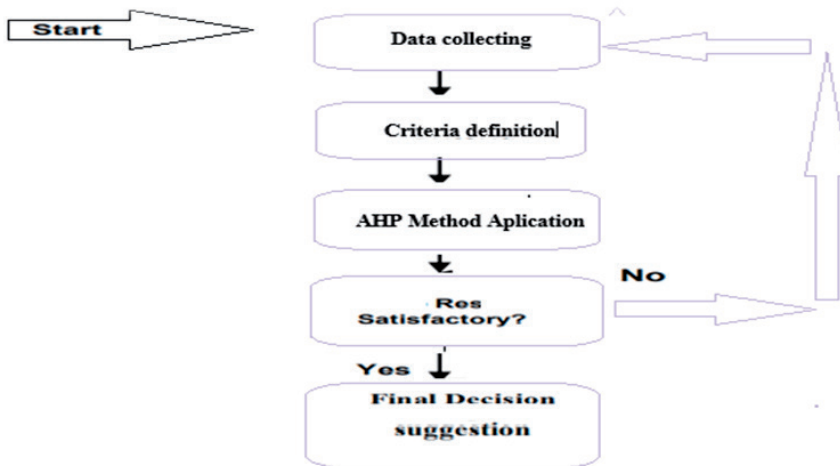 Start
Data collecting
Criteria definition
AHP Method Aplication
No
Res
Satisfactory?
Yes
Final Decision
suggestion